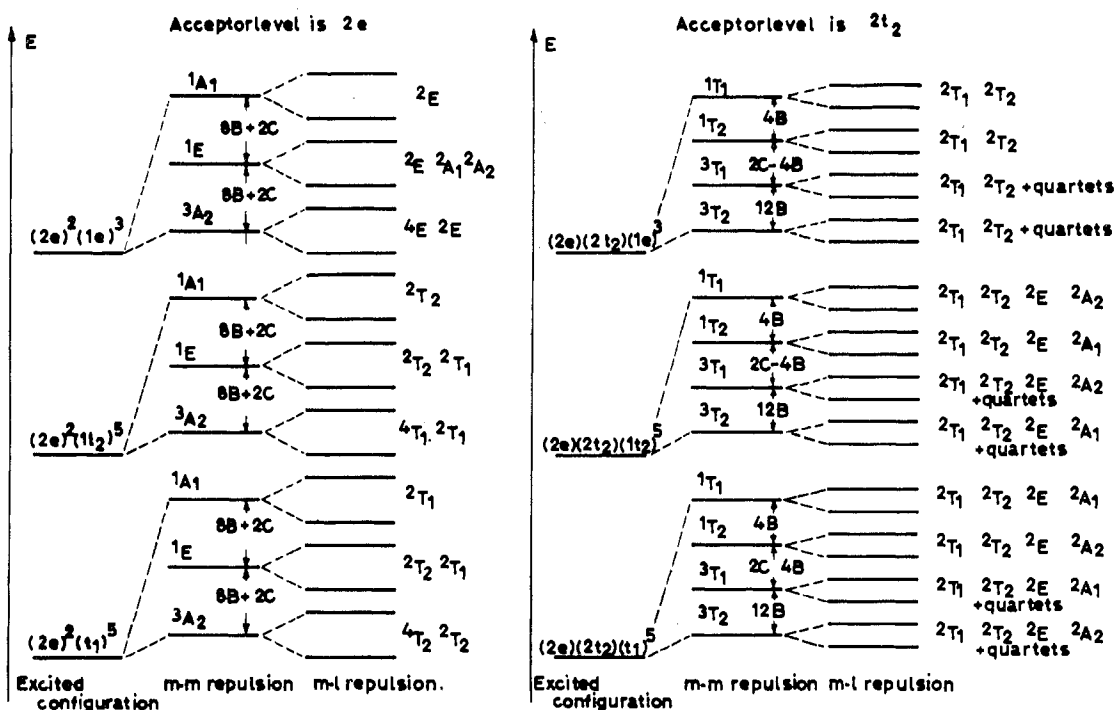 Acceptorlevel is 2e
E
¹A₁
8B+2C
²E
¹E
²E ²A₁ ²A₂
8B+2C
³A₂
⁴E ²E
(2e)²(1e)³
¹A₁
8B+2C
²T₂
¹E
²T₂ ²T₁
8B+2C
³A₂
⁴T₁. ²T₁
(2e)²(1t₂)⁵
¹A₁
8B+2C
²T₁
¹E
²T₂ ²T₁
8B+2C
³A₂
⁴T₂ ²T₂
(2e)²(t₁)⁵
Excited configuration
m-m repulsion
m-l repulsion.
Acceptorlevel is 2t₂
E
¹T₁
²T₁ ²T₂
4B
¹T₂
²T₁ ²T₂
2C-4B
³T₁
²T₁ ²T₂ +quartets
12B
³T₂
²T₁ ²T₂ +quartets
(2e)(2t₂)(1e)³
¹T₁
²T₁ ²T₂ ²E ²A₂
4B
¹T₂
²T₁ ²T₂ ²E ²A₁
2C-4B
³T₁
²T₁ ²T₂ ²E ²A₂
+quartets
12B
³T₂
²T₁ ²T₂ ²E ²A₁
+quartets
(2e)(2t₂)(1t₂)⁵
¹T₁
²T₁ ²T₂ ²E ²A₁
4B
¹T₂
²T₁ ²T₂ ²E ²A₂
2C 4B
³T₁
²T₁ ²T₂ ²E ²A₁
+quartets
12B
³T₂
²T₁ ²T₂ ²E ²A₂
+quartets
(2e)(2t₂)(t₁)⁵
Excited
configuration
m-m repulsion
m-l repulsion